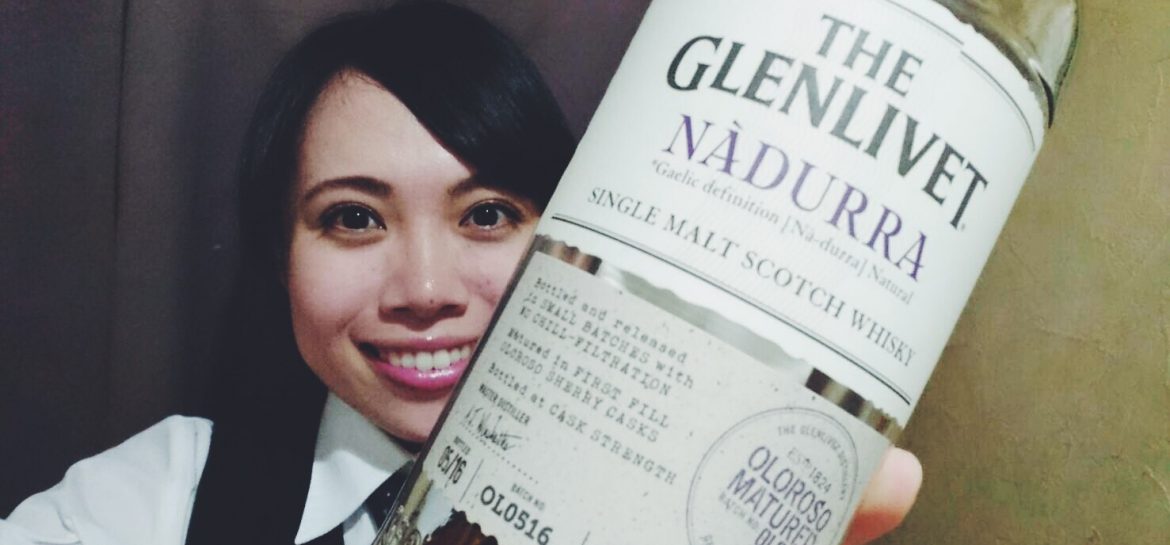 THE
GLENLIVET
NÀDURRA
*Gaelic definition | Nà-durra | Natural
SINGLE MALT SCOTCH WHISKY
Bottled and released
in SMALL BATCHES with
NO CHILL-FILTRATION
Matured in FIRST FILL
OLOROSO SHERRY CASKS
Bottled at CASK STRENGTH
MASTER DISTILLER
BOTTLED
05/16
BATCH NO
OL0516
THE GLENLIVET DISTILLERY
EST. 1824
OLOROSO
MATURED
BATCH NO